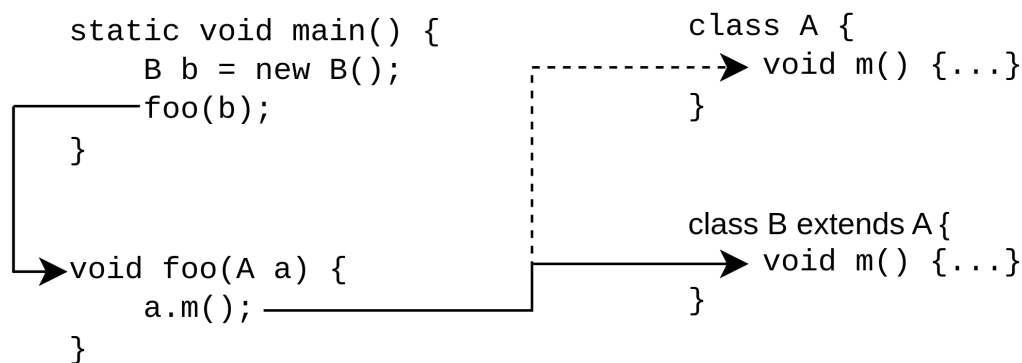 static void main() {
B b = new B();
foo(b);
}
void foo(A a) {
a.m();
}
class A {
void m() {...}
}
class B extends A {
void m() {...}
}